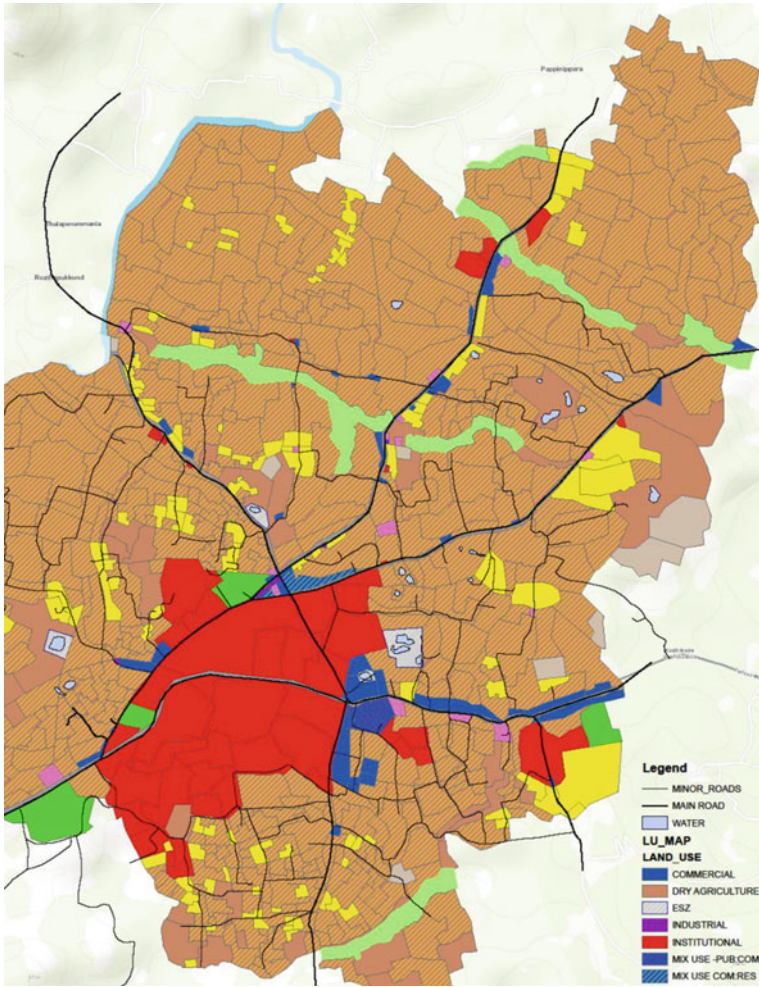 Pappinippara
Legend
MINOR_ROADS
MAIN ROAD
WATER
LU_MAP
LAND_USE
COMMERCIAL
DRY AGRICULTURE
ESZ
INDUSTRIAL
INSTITUTIONAL
MIX USE -PUB:COM
MIX USE COM:RES